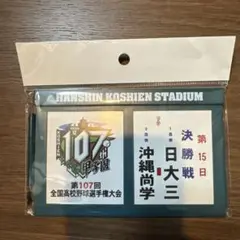 HANSHIN KOSHIEN STADIUM
107
第107回
全国高校野球選手権大会
第15日
決勝戦
日大三
沖縄尚学